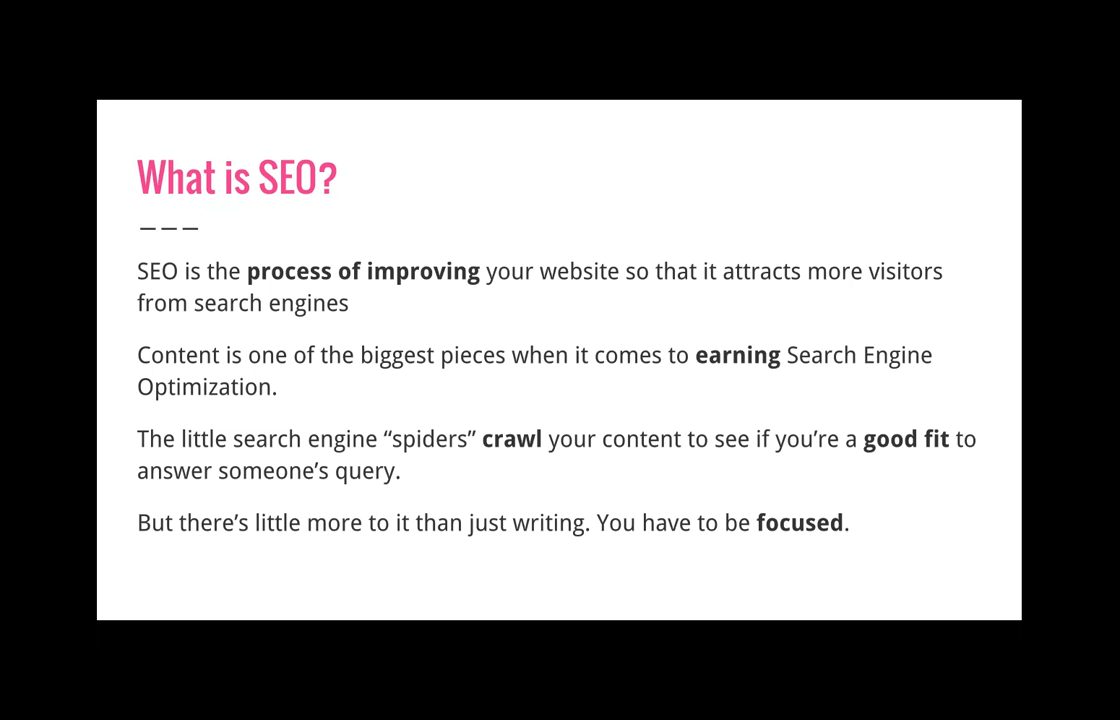 What is SEO?
SEO is the process of improving your website so that it attracts more visitors
from search engines
Content is one of the biggest pieces when it comes to earning Search Engine
Optimization.
The little search engine “spiders” crawl your content to see if you’re a good fit to
answer someone’s query.
But there’s little more to it than just writing. You have to be focused.